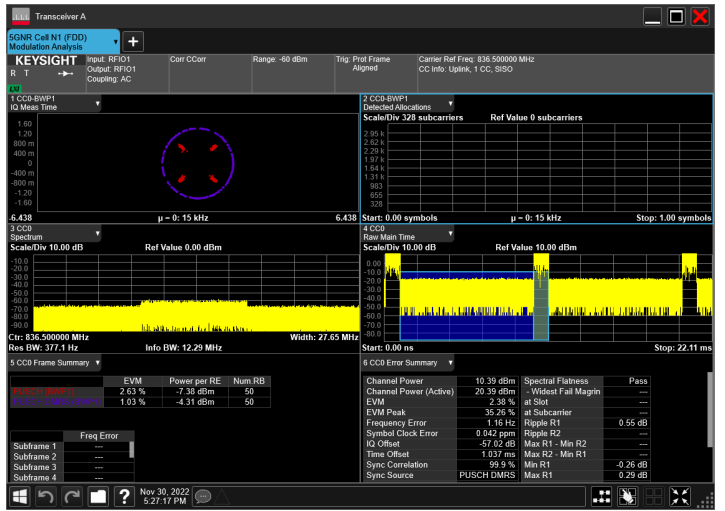 Transceiver A
5GNR Cell N1 (FDD)
Modulation Analysis
KEYSIGHT
R T
LV
Input: RFIO1
Output: RFIO1
Coupling: AC
Corr CCorr
Range: -60 dBm
Trig: Prot Frame
Aligned
Carrier Ref Freq: 836.500000 MHz
CC Info: Uplink, 1 CC, SISO
1 CC0-BWP1
IQ Meas Time
1.60
1.20
800 m
400 m
0
-400 m
-800 m
-1.20
-1.60
-6.438
μ = 0: 15 kHz
6.438
2 CC0-BWP1
Detected Allocations
Scale/Div 328 subcarriers
Ref Value 0 subcarriers
2.95 k
2.62 k
2.29 k
1.97 k
1.64 k
1.31 k
983
655
328
Start: 0.00 symbols
μ = 0: 15 kHz
Stop: 1.00 symbols
3 CC0
Spectrum
Scale/Div 10.00 dB
Ref Value 0.00 dBm
-10.0
-20.0
-30.0
-40.0
-50.0
-60.0
-70.0
-80.0
-90.0
Ctr: 836.500000 MHz
Width: 27.65 MHz
Res BW: 377.1 Hz
Info BW: 12.29 MHz
4 CC0
Raw Main Time
Scale/Div 10.00 dB
Ref Value 10.00 dBm
0.00
-10.0
-20.0
-30.0
-40.0
-50.0
-60.0
-70.0
-80.0
Start: 0.00 ns
Stop: 22.11 ms
5 CC0 Frame Summary
EVM Power per RE Num.RB
2.63 % -7.38 dBm 50
1.03 % -4.31 dBm 50
Freq Error
Subframe 1 ---
Subframe 2 ---
Subframe 3 ---
Subframe 4 ---
6 CC0 Error Summary
Channel Power 10.39 dBm Spectral Flatness Pass
Channel Power (Active) 20.39 dBm - Widest Fail Magrin ---
EVM 2.38 % at Slot ---
EVM Peak 35.26 % at Subcarrier ---
Frequency Error 1.16 Hz Ripple R1 0.55 dB
Symbol Clock Error 0.042 ppm Ripple R2 ---
IQ Offset -57.02 dB Max R1 - Min R2 ---
Time Offset 1.037 ms Max R2 - Min R1 ---
Sync Correlation 99.9 % Min R1 -0.26 dB
Sync Source PUSCH DMRS Max R1 0.29 dB
Nov 30, 2022
5:27:17 PM